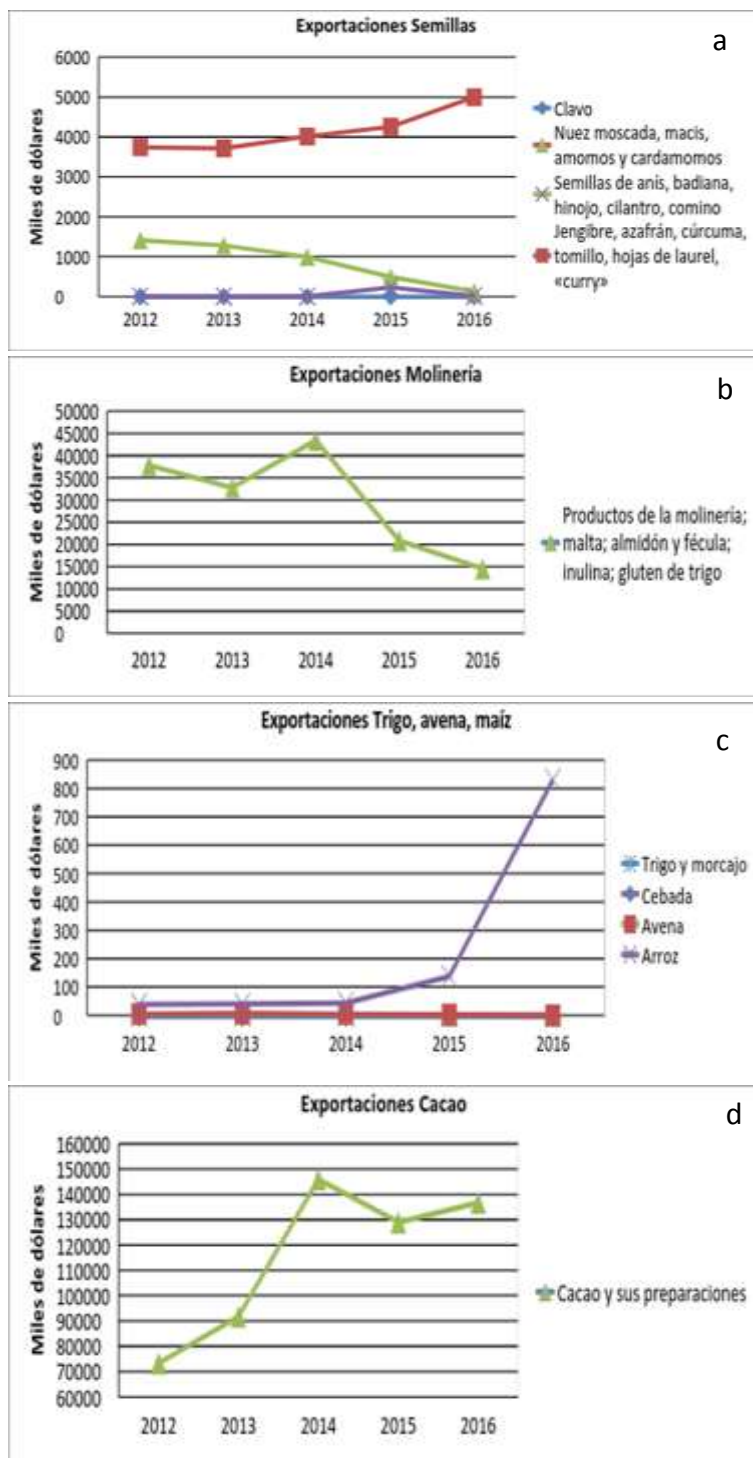 Exportaciones Semillas
a
6000
5000
4000
3000
2000
1000
0
Miles de dólares
2012 2013 2014 2015 2016
Clavo
Nuez moscada, macis,
amomos y cardamomos
Semillas de anís, badiana,
hinojo, cilantro, comino
Jengibre, azafrán, cúrcuma,
tomillo, hojas de laurel,
«curry»
Exportaciones Molinería
b
50000
45000
40000
35000
30000
25000
20000
15000
10000
5000
0
Miles de dólares
2012 2013 2014 2015 2016
Productos de la molinería;
malta; almidón y fécula;
inulina; gluten de trigo
Exportaciones Trigo, avena, maíz
c
900
800
700
600
500
400
300
200
100
0
Miles de dólares
2012 2013 2014 2015 2016
Trigo y morcajo
Cebada
Avena
Arroz
Exportaciones Cacao
d
160000
150000
140000
130000
120000
110000
100000
90000
80000
70000
60000
Miles de dólares
2012 2013 2014 2015 2016
Cacao y sus preparaciones